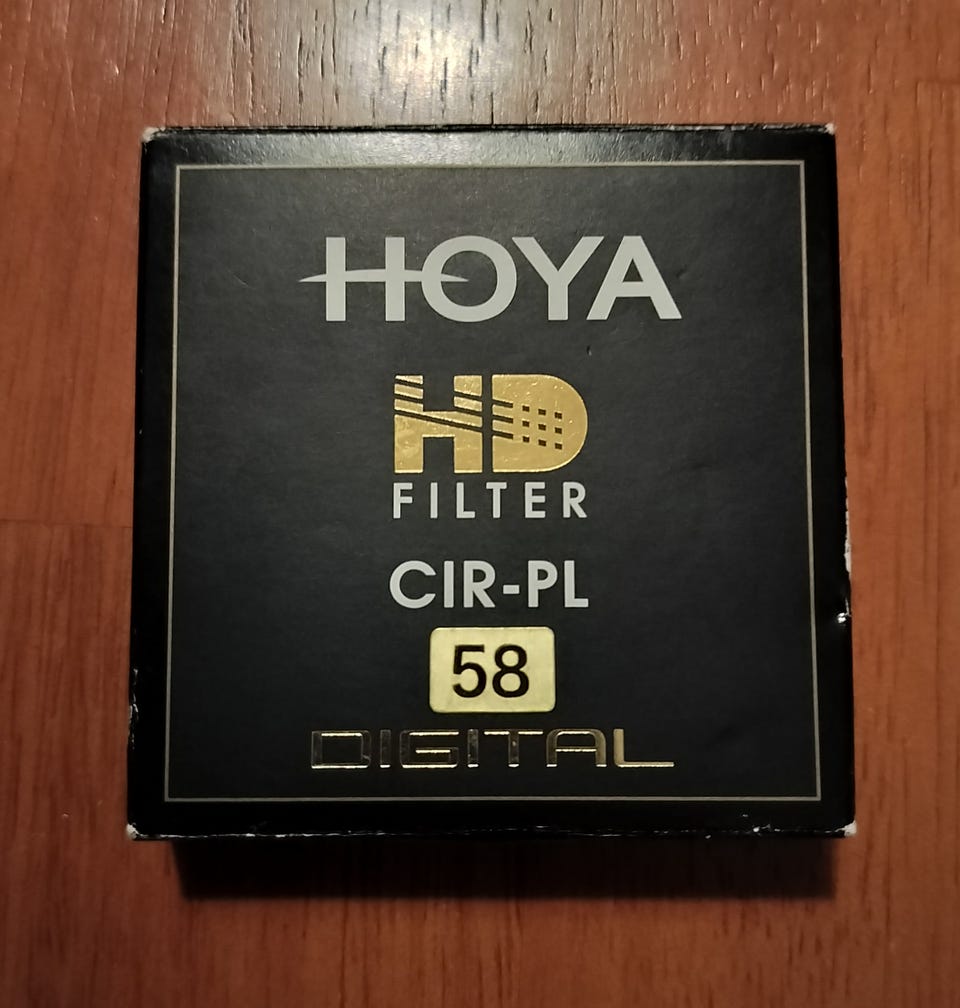 HOYA
HD
FILTER
CIR-PL
58
DIGITAL